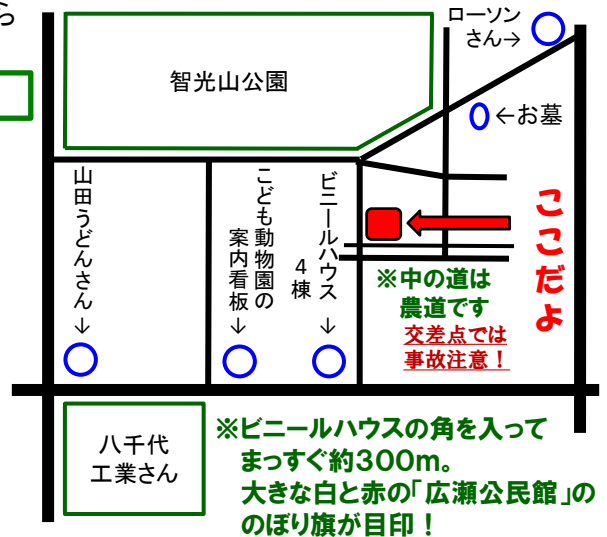 ら
ローソン
さん→
智光山公園
←お墓
山田うどんさん→
こども動物園の
案内看板→
ビニールハウス→
4棟
ここだよ
※中の道は
農道です
交差点では
事故注意！
八千代
工業さん
※ビニールハウスの角を入って
まっすぐ約300m。
大きな白と赤の「広瀬公民館」の
のぼり旗が目印！